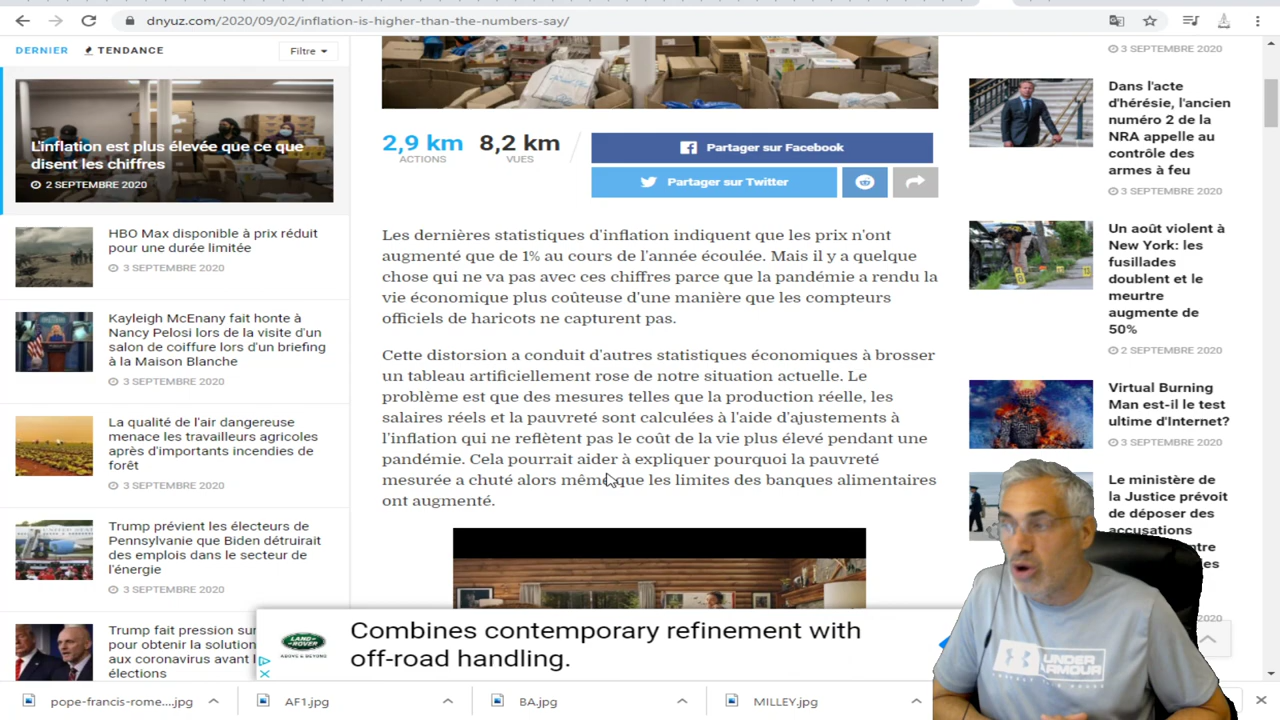 dnyuz.com/2020/09/02/inflation-is-higher-than-the-numbers-say/
DERNIER
TENDANCE
Filtre
L'inflation est plus élevée que ce que
disent les chiffres
2 SEPTEMBRE 2020
HBO Max disponible à prix réduit
pour une durée limitée
3 SEPTEMBRE 2020
Kayleigh McEnany fait honte à
Nancy Pelosi lors de la visite d'un
salon de coiffure lors d'un briefing
à la Maison Blanche
3 SEPTEMBRE 2020
La qualité de l'air dangereuse
menace les travailleurs agricoles
après d'importants incendies de
forêt
3 SEPTEMBRE 2020
Trump prévient les électeurs de
Pennsylvanie que Biden détruirait
des emplois dans le secteur de
l'énergie
3 SEPTEMBRE 2020
Trump fait pression su
pour obtenir la solution
aux coronavirus avant
élections
2,9 km
ACTIONS
8,2 km
VUES
Partager sur Facebook
Partager sur Twitter
Les dernières statistiques d'inflation indiquent que les prix n'ont
augmenté que de 1% au cours de l'année écoulée. Mais il y a quelque
chose qui ne va pas avec ces chiffres parce que la pandémie a rendu la
vie économique plus coûteuse d'une manière que les compteurs
officiels de haricots ne capturent pas.
Cette distorsion a conduit d'autres statistiques économiques à brosser
un tableau artificiellement rose de notre situation actuelle. Le
problème est que des mesures telles que la production réelle, les
salaires réels et la pauvreté sont calculées à l'aide d'ajustements à
l'inflation qui ne reflètent pas le coût de la vie plus élevé pendant une
pandémie. Cela pourrait aider à expliquer pourquoi la pauvreté
mesurée a chuté alors même que les limites des banques alimentaires
ont augmenté.
3 SEPTEMBRE 2020
Dans l'acte
d'hérésie, l'ancien
numéro 2 de la
NRA appelle au
contrôle des
armes à feu
3 SEPTEMBRE 2020
Un août violent à
New York: les
fusillades
doublent et le
meurtre
augmente de
50%
2 SEPTEMBRE 2020
Virtual Burning
Man est-il le test
ultime d'Internet?
3 SEPTEMBRE 2020
Le ministère de
la Justice prévoit
de déposer des
accusations
ntre
es
2020
LAND ROVER
ABOVE & BEYOND
Combines contemporary refinement with
off-road handling.
UNDER
ARMOUR
pope-francis-rome....jpg
AF1.jpg
BA.jpg
MILLEY.jpg